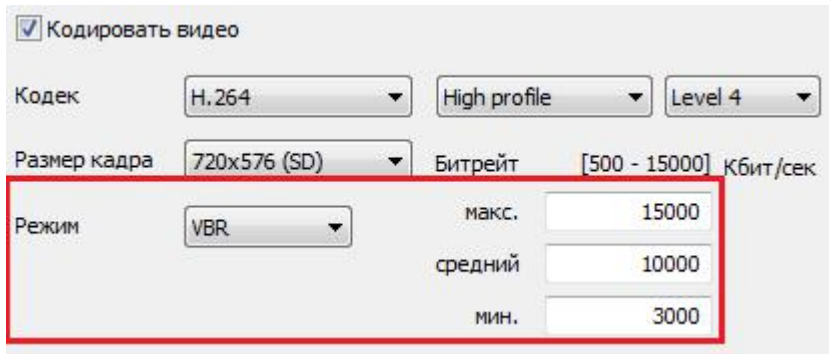 Кодировать видео
Кодек H.264 High profile Level 4
Размер кадра 720x576 (SD) Битрейт [500 - 15000] Кбит/сек
Режим VBR макс. 15000
средний 10000
мин. 3000